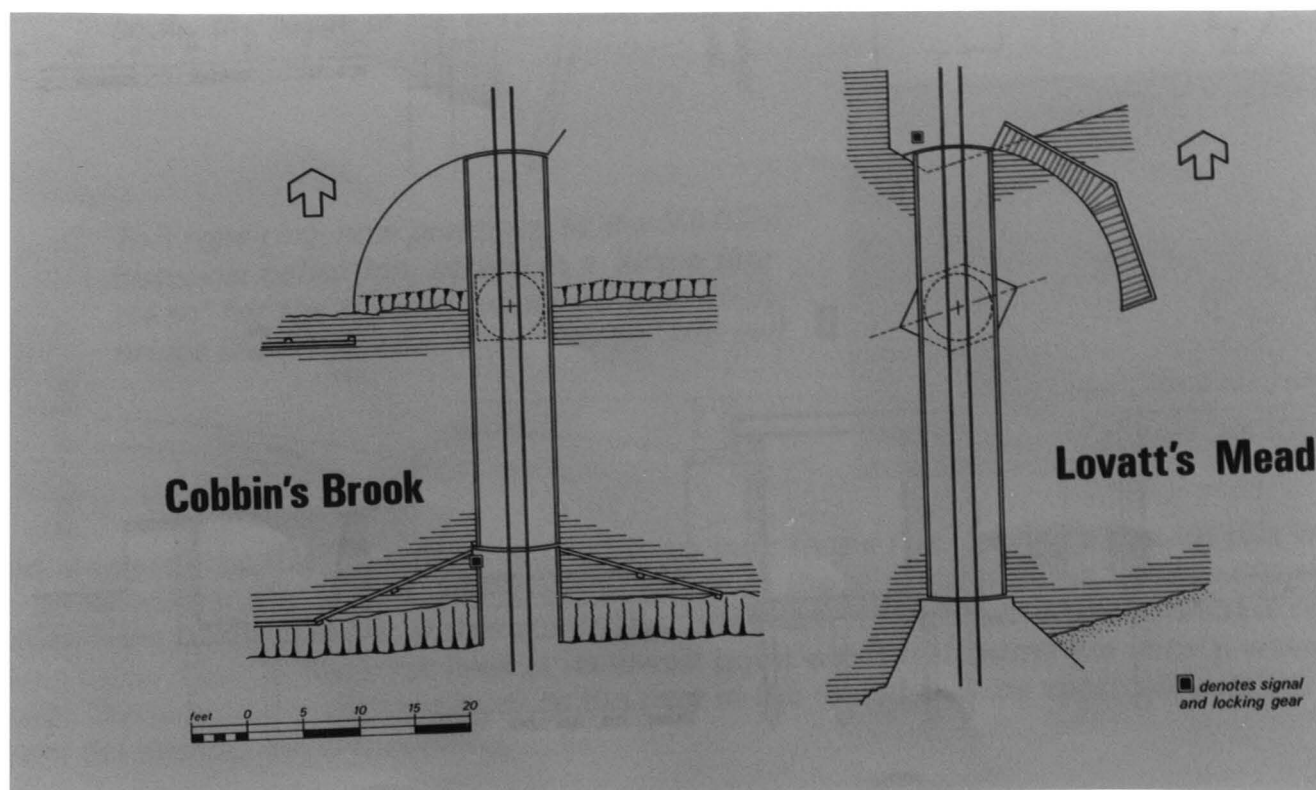 Cobbin's Brook
Lovatt's Mead
feet 0 5 10 15 20
denotes signal
and locking gear